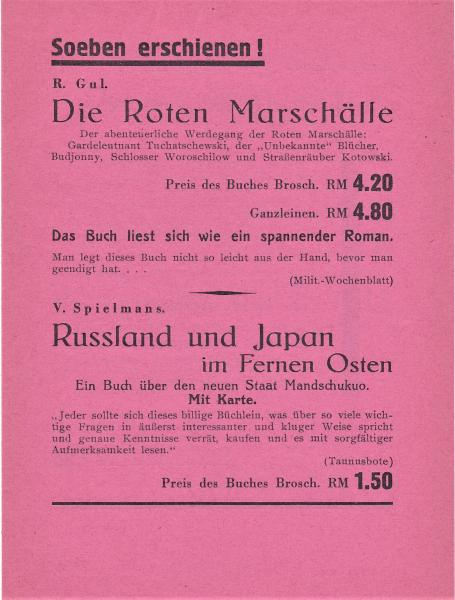 Soeben erschienen!
R. Gul.
Die Roten Marschälle
Der abenteuerliche Werdegang der Roten Marschälle:
Gardeleutnant Tuchatschewski, der „Unbekannte“ Blücher,
Budjonny, Schlosser Woroschilow und Straßenräuber Kotowski.
Preis des Buches Brosch. RM 4.20
Ganzleinen. RM 4.80
Das Buch liest sich wie ein spannender Roman.
Man legt dieses Buch nicht so leicht aus der Hand, bevor man
geendigt hat. . . .
(Milit.-Wochenblatt)
V. Spielmans.
Russland und Japan
im Fernen Osten
Ein Buch über den neuen Staat Mandschukuo.
Mit Karte.
„Jeder sollte sich dieses billige Büchlein, was über so viele wich-
tige Fragen in äußerst interessanter und kluger Weise spricht
und genaue Kenntnisse verrät, kaufen und es mit sorgfältiger
Aufmerksamkeit lesen.“
(Taunusbote)
Preis des Buches Brosch. RM 1.50